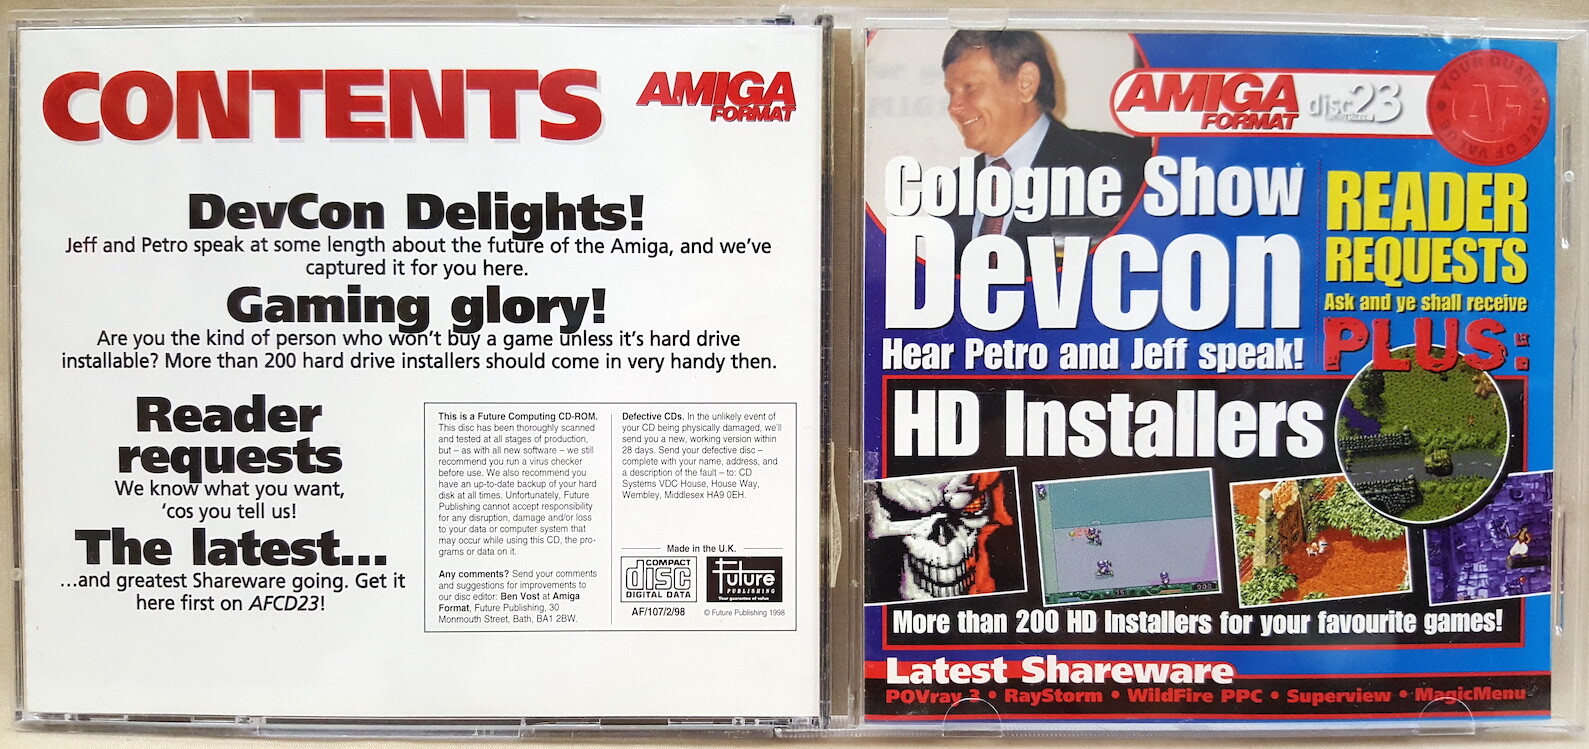 CONTENTS
AMIGA
FORMAT
DevCon Delights!
Jeff and Petro speak at some length about the future of the Amiga, and we've
captured it for you here.
Gaming glory!
Are you the kind of person who won't buy a game unless it's hard drive
installable? More than 200 hard drive installers should come in very handy then.
Reader
requests
We know what you want,
'cos you tell us!
The latest...
...and greatest Shareware going. Get it
here first on AFCD23!
This is a Future Computing CD-ROM.
This disc has been thoroughly scanned
and tested at all stages of production,
but – as with all new software – we still
recommend you run a virus checker
before use. We also recommend you
have an up-to-date backup of your hard
disk at all times. Unfortunately, Future
Publishing cannot accept responsibility
for any disruption, damage and/or loss
to your data or computer system that
may occur while using this CD, the pro-
grams or data on it.
Any comments? Send your comments
and suggestions for improvements to
our disc editor: Ben Vost at Amiga
Format, Future Publishing, 30
Monmouth Street, Bath, BA1 2BW.
Defective CDs. In the unlikely event of
your CD being physically damaged, we'll
send you a new, working version within
28 days. Send your defective disc –
complete with your name, address, and
a description of the fault – to: CD
Systems VDC House, House Way,
Wembley, Middlesex HA9 0EH.
Made in the U.K.
COMPACT
disc
DIGITAL DATA
Future
PUBLISHING
Your guarantee of value
AF/107/2/98
© Future Publishing 1998
AMIGA
FORMAT
disc 23
YOUR GUARANTEE OF VALUE
AF
Cologne Show
Devcon
Hear Petro and Jeff speak!
READER
REQUESTS
Ask and ye shall receive
PLUS:
HD Installers
More than 200 HD Installers for your favourite games!
Latest Shareware
POVray 3 • RayStorm • WildFire PPC • Superview • MagicMenu